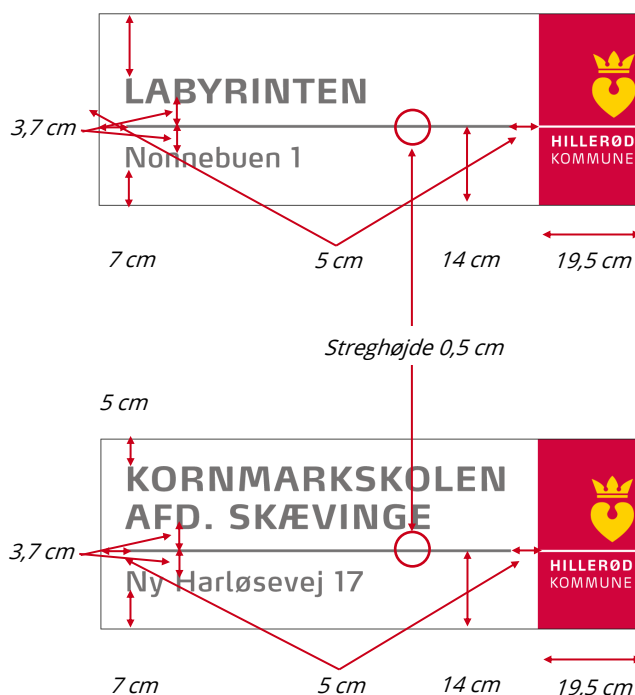 LABYRINTEN
3,7 cm
HILLERØD
KOMMUNE
Nonnebuen 1
7 cm
5 cm
14 cm
19,5 cm
Streghøjde 0,5 cm
5 cm
KORNMARKSKOLEN
AFD. SKÆVINGE
3,7 cm
HILLERØD
KOMMUNE
Ny Harløsevej 17
7 cm
5 cm
14 cm
19,5 cm